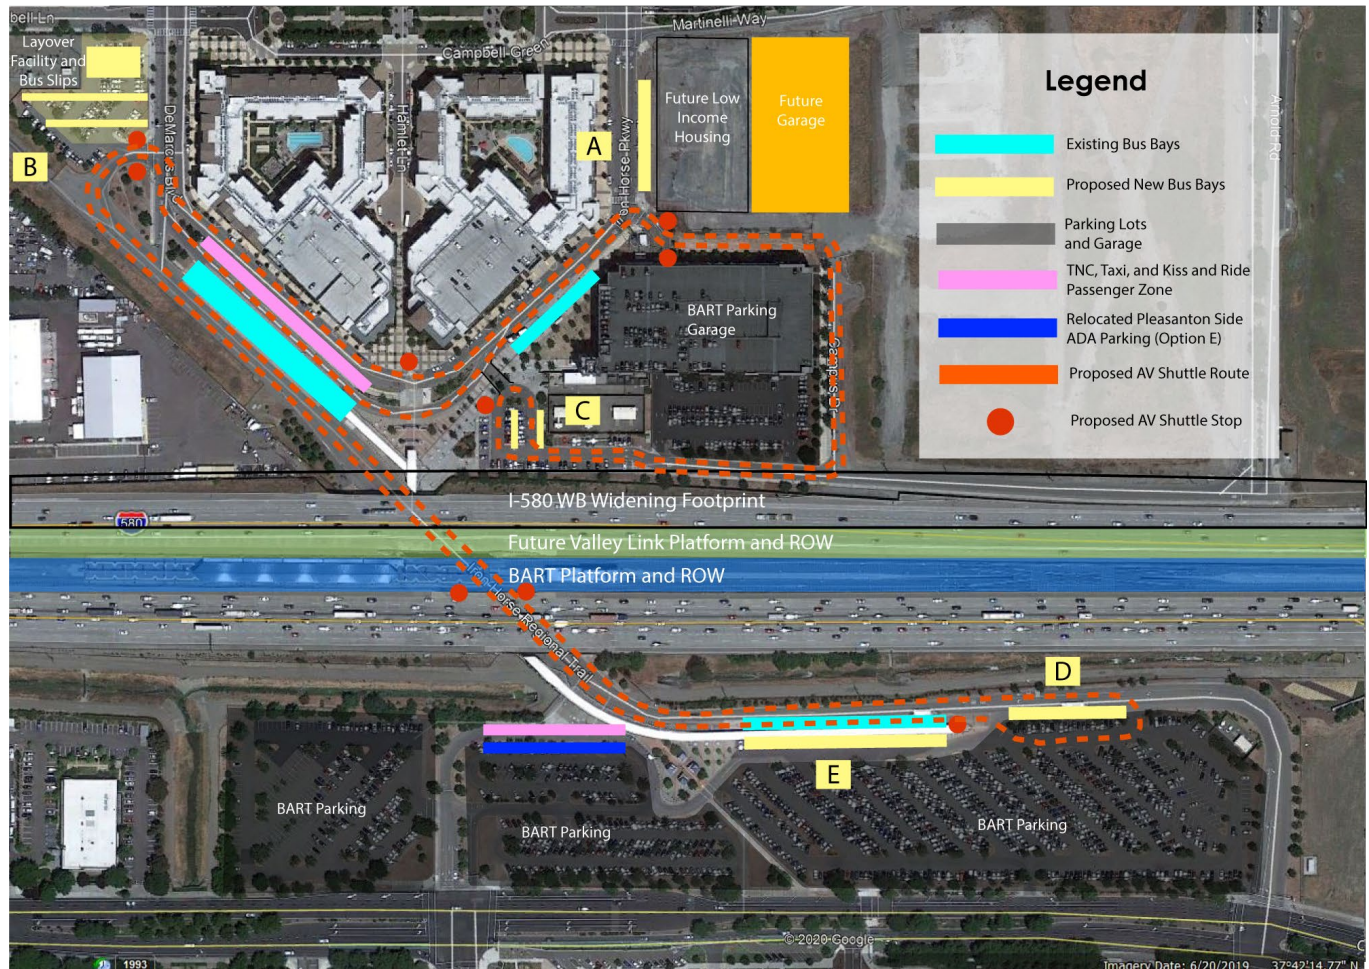 bell Ln
Martinelli Way
Campbell Green
Layover
Facility and
Bus Slips
DeMarcus Blvd
Hamlet Ln
Iron Horse Pkwy
A
B
Future Low
Income
Housing
Future
Garage
Legend
Existing Bus Bays
Proposed New Bus Bays
Parking Lots
and Garage
TNC, Taxi, and Kiss and Ride
Passenger Zone
Relocated Pleasanton Side
ADA Parking (Option E)
Proposed AV Shuttle Route
Proposed AV Shuttle Stop
Arnold Rd
BART Parking
Garage
Campus Dr
C
I-580 WB Widening Footprint
580
Future Valley Link Platform and ROW
BART Platform and ROW
Iron Horse Regional Trail
D
E
BART Parking
BART Parking
BART Parking
© 2020 Google
1993
Imagery Date: 6/20/2019 37°42'14.77" N